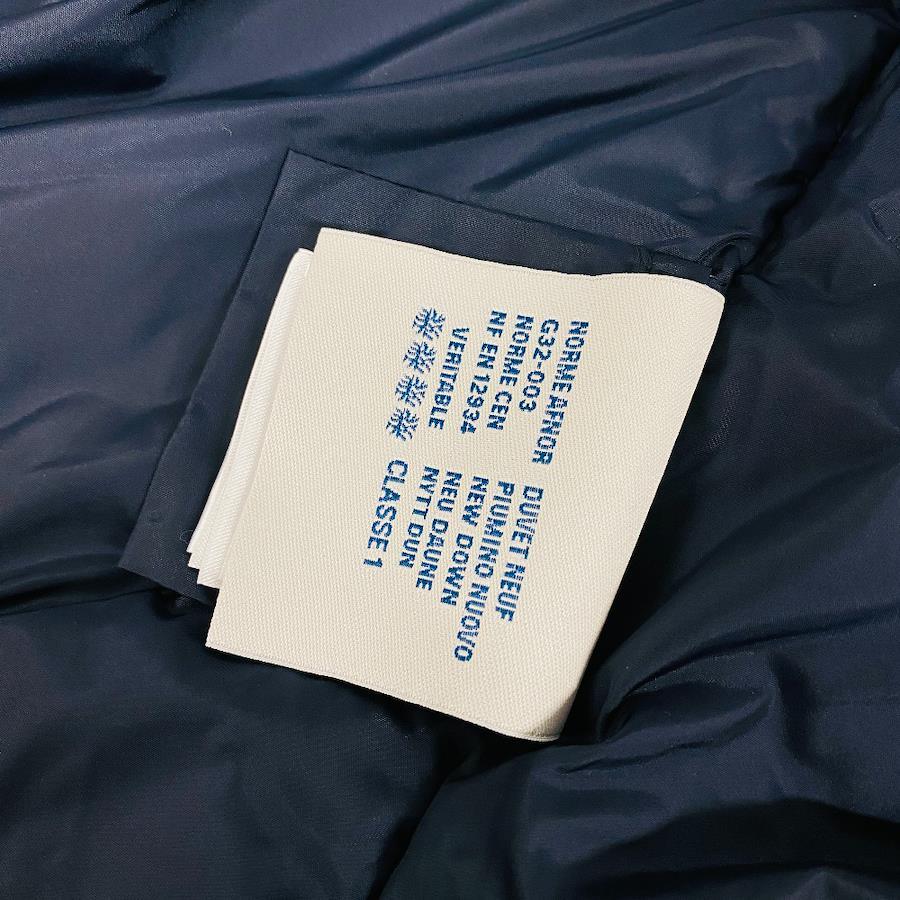 NORME AFNOR
G32-003
NORME CEN
NF EN 12934
VERITABLE
DUVET NEUF
PIUMINO NUOVO
NEW DOWN
NEU DAUNE
NYTT DUN
CLASSE 1